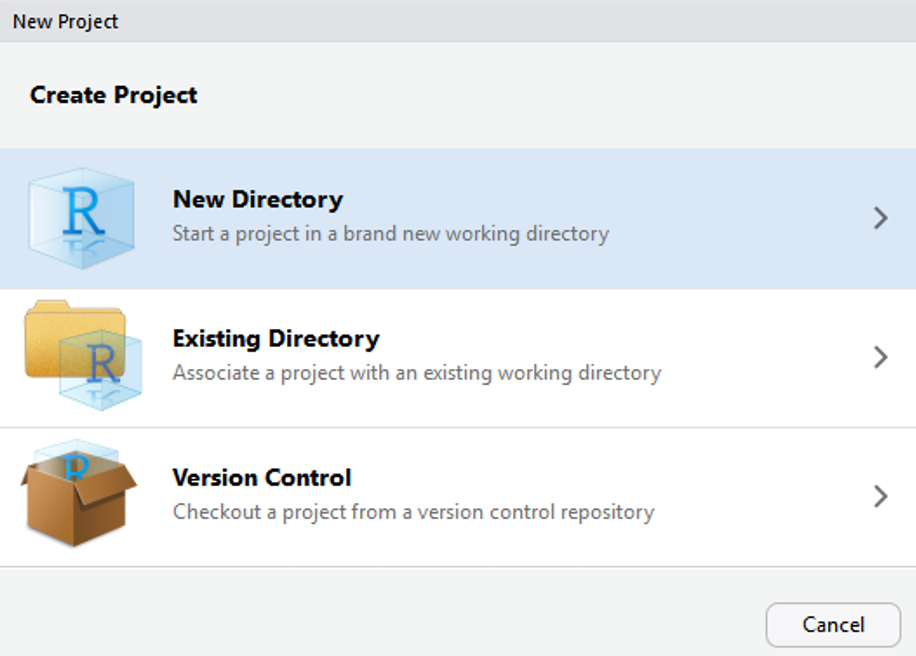 New Project
Create Project
R
New Directory
Start a project in a brand new working directory
R
Existing Directory
Associate a project with an existing working directory
R
Version Control
Checkout a project from a version control repository
Cancel